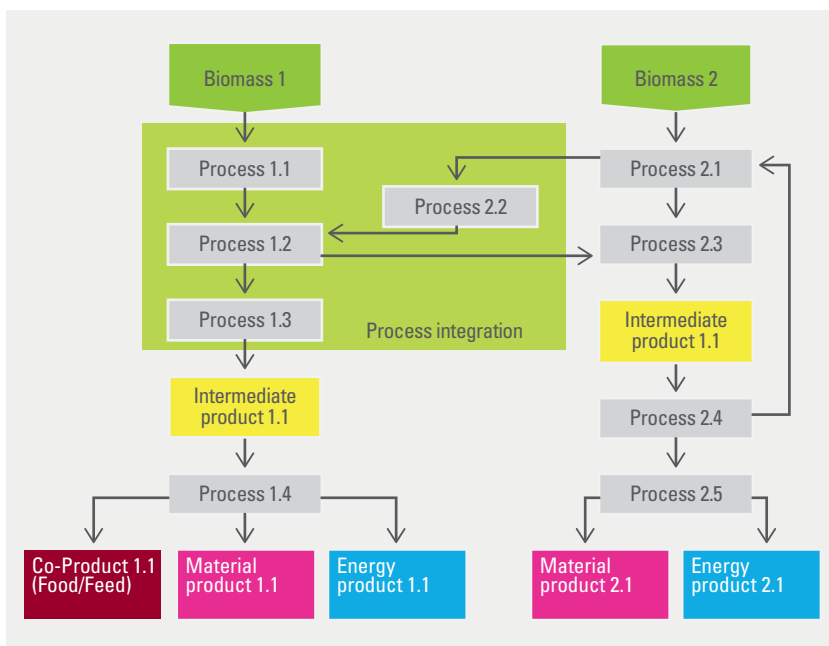 Biomass 1
Biomass 2
Process 1.1
Process 2.1
Process 2.2
Process 1.2
Process 2.3
Process 1.3
Process integration
Intermediate
product 1.1
Intermediate
product 1.1
Process 2.4
Process 1.4
Process 2.5
Co-Product 1.1
(Food/Feed)
Material
product 1.1
Energy
product 1.1
Material
product 2.1
Energy
product 2.1